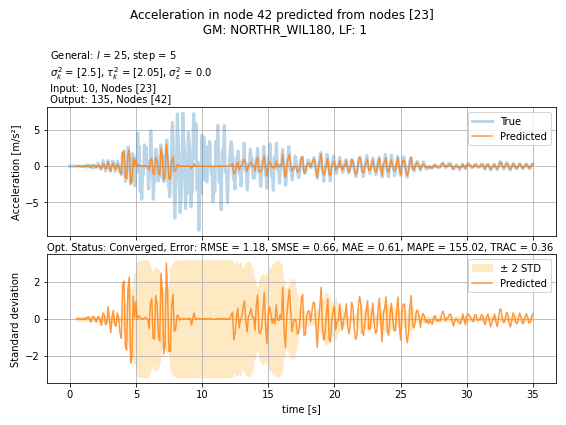 Acceleration in node 42 predicted from nodes [23]
GM: NORTHR_WIL180, LF: 1
General: l = 25, step = 5
σ²ₖ = [2.5], τ²ₖ = [2.05], σ²ε = 0.0
Input: 10, Nodes [23]
Output: 135, Nodes [42]
Acceleration [m/s²]
5
0
−5
True
Predicted
Opt. Status: Converged, Error: RMSE = 1.18, SMSE = 0.66, MAE = 0.61, MAPE = 155.02, TRAC = 0.36
Standard deviation
2
0
−2
± 2 STD
Predicted
0 5 10 15 20 25 30 35
time [s]